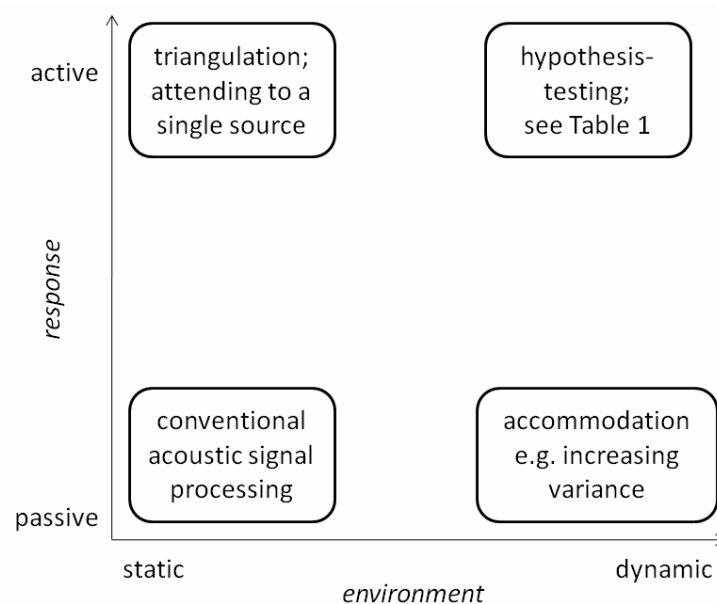 active
triangulation;
attending to a
single source
hypothesis-
testing;
see Table 1
response
conventional
acoustic signal
processing
accommodation
e.g. increasing
variance
passive
static
dynamic
environment